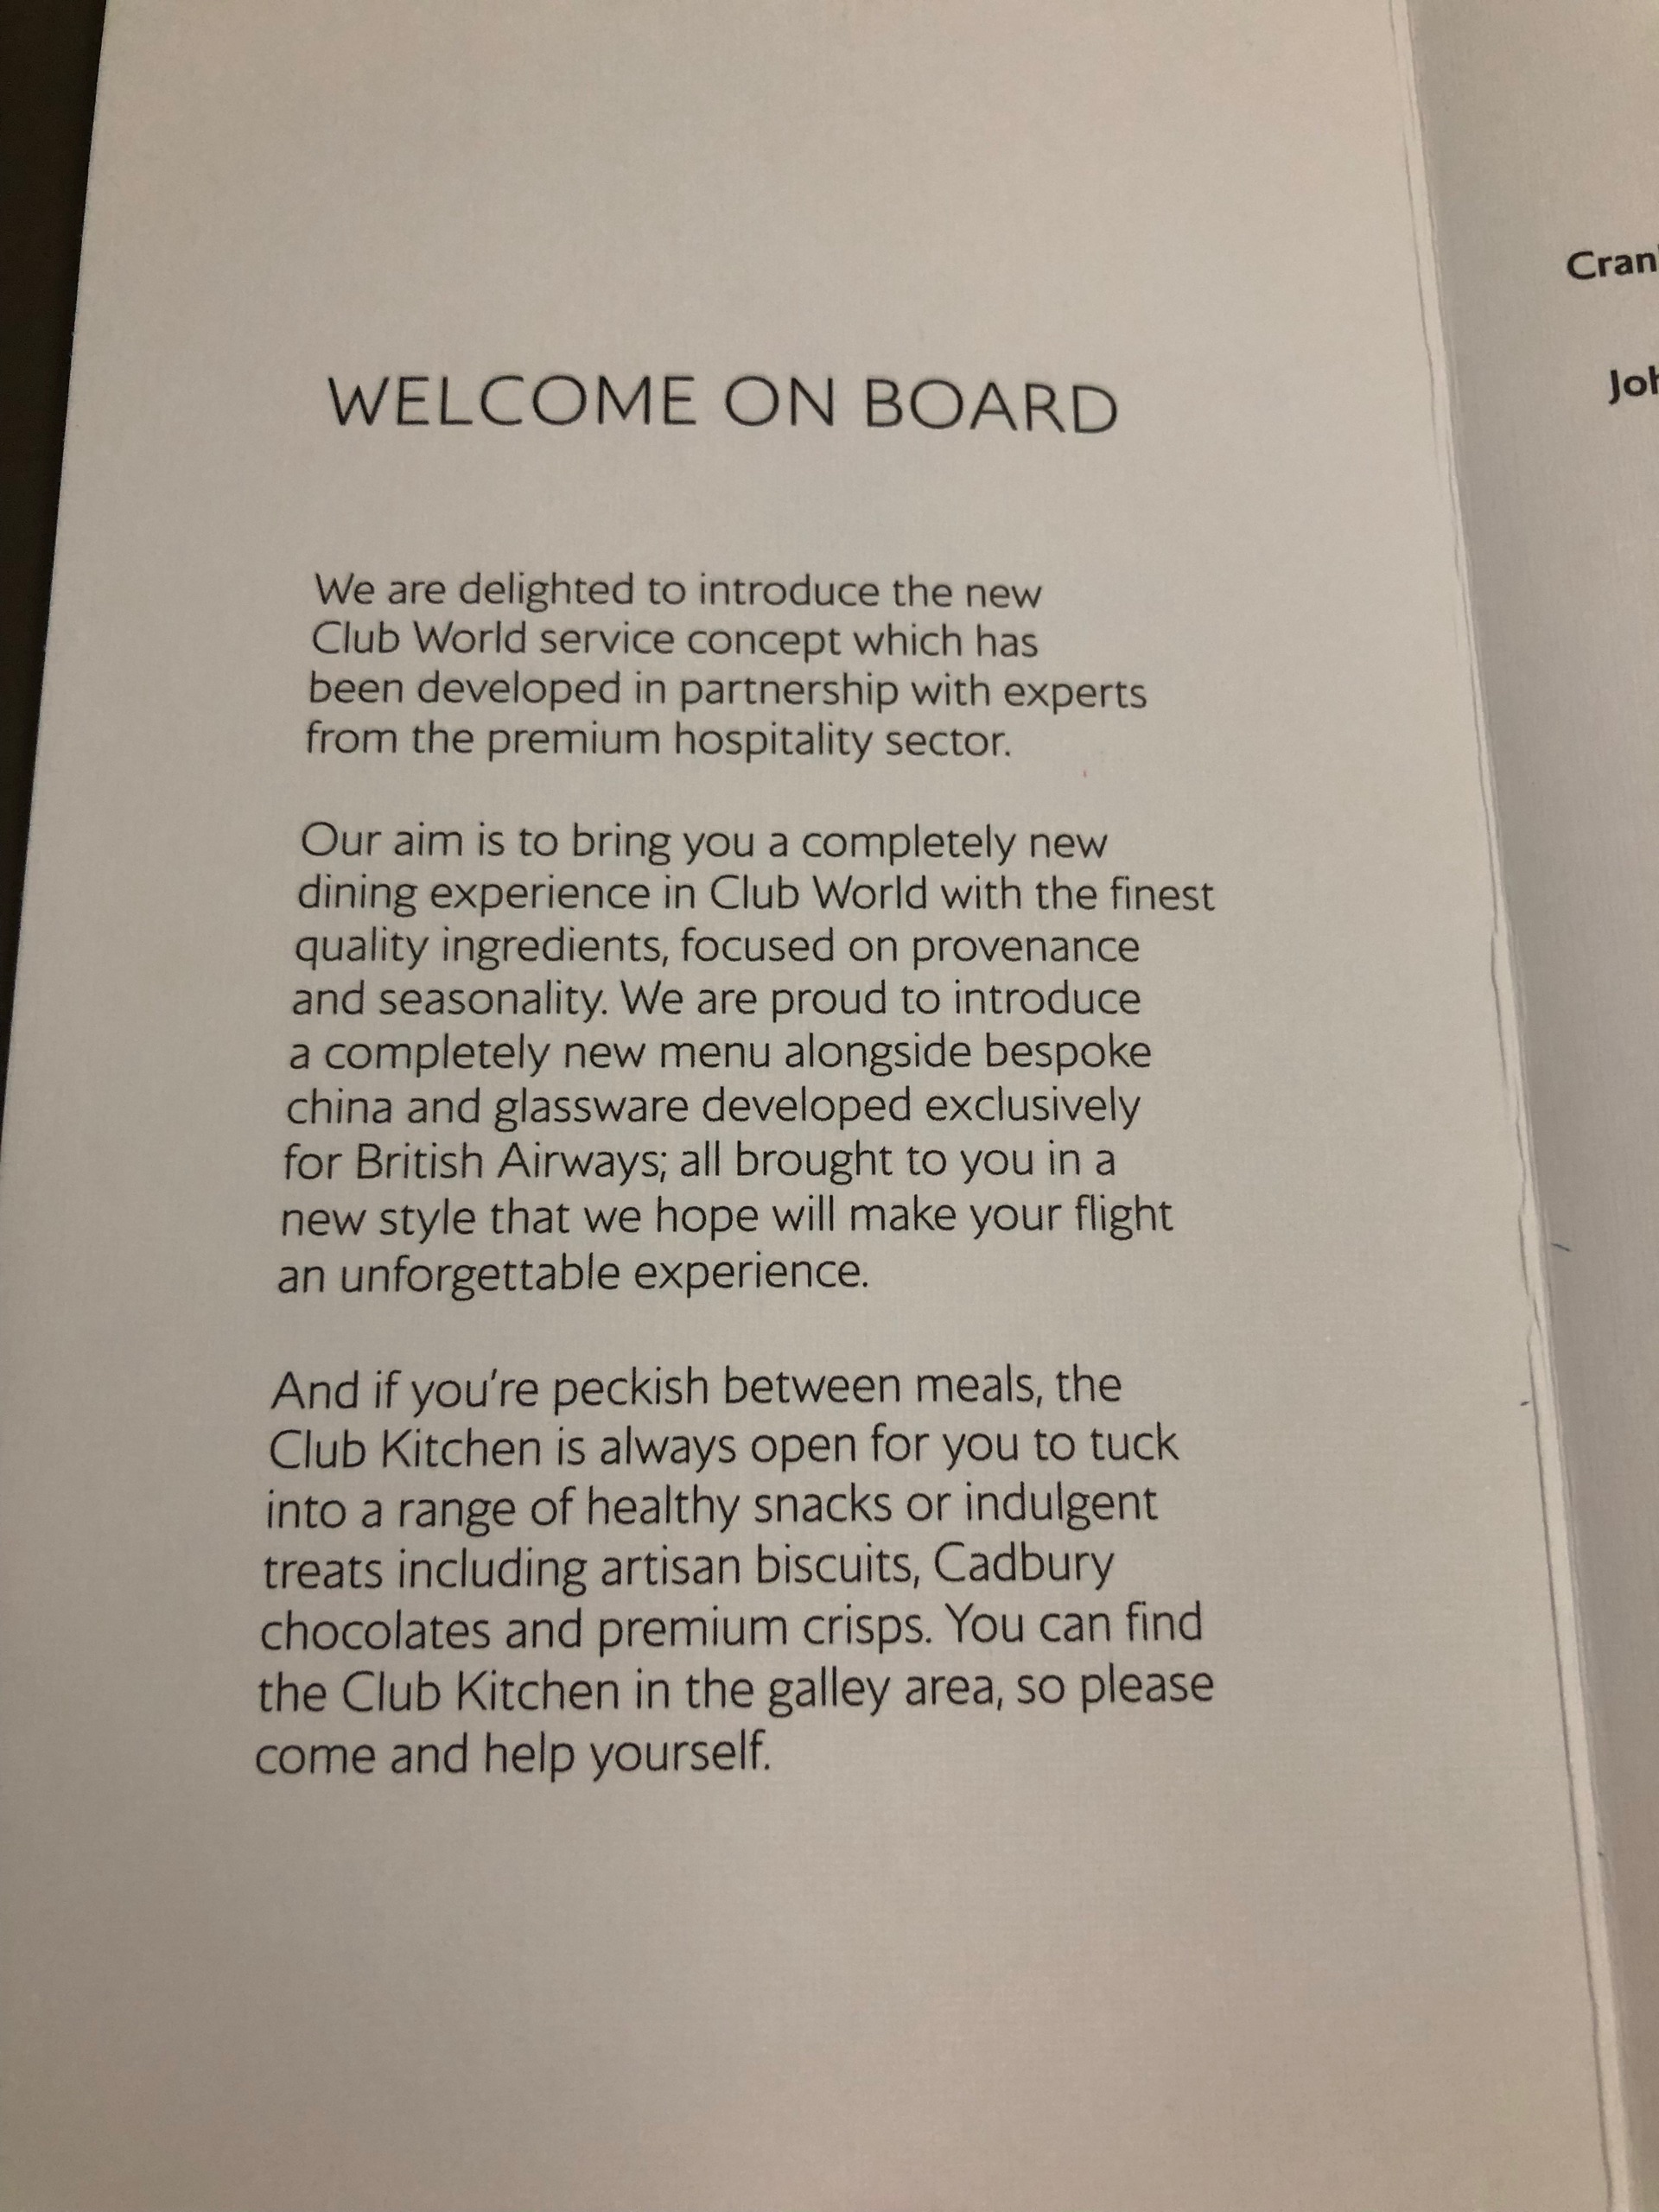 WELCOME ON BOARD
We are delighted to introduce the new
Club World service concept which has
been developed in partnership with experts
from the premium hospitality sector.
Our aim is to bring you a completely new
dining experience in Club World with the finest
quality ingredients, focused on provenance
and seasonality. We are proud to introduce
a completely new menu alongside bespoke
china and glassware developed exclusively
for British Airways; all brought to you in a
new style that we hope will make your flight
an unforgettable experience.
And if you're peckish between meals, the
Club Kitchen is always open for you to tuck
into a range of healthy snacks or indulgent
treats including artisan biscuits, Cadbury
chocolates and premium crisps. You can find
the Club Kitchen in the galley area, so please
come and help yourself.